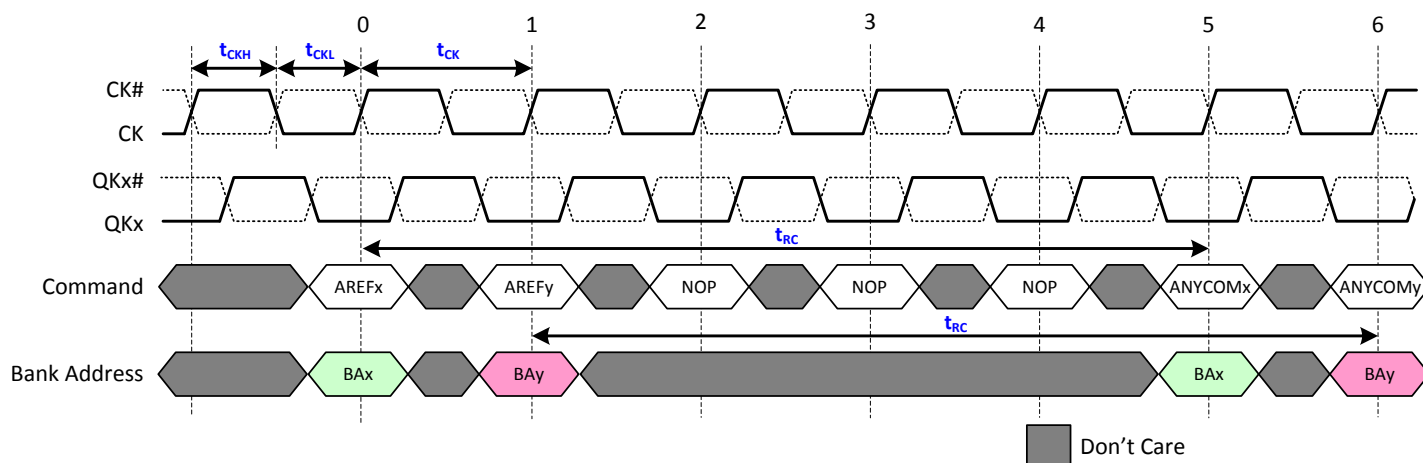 0 1 2 3 4 5 6
tCKH tCKL tCK
CK#
CK
QKx#
QKx
tRC
Command AREFx AREFy NOP NOP NOP ANYCOMx ANYCOMy
tRC
Bank Address BAx BAy BAx BAy
Don't Care